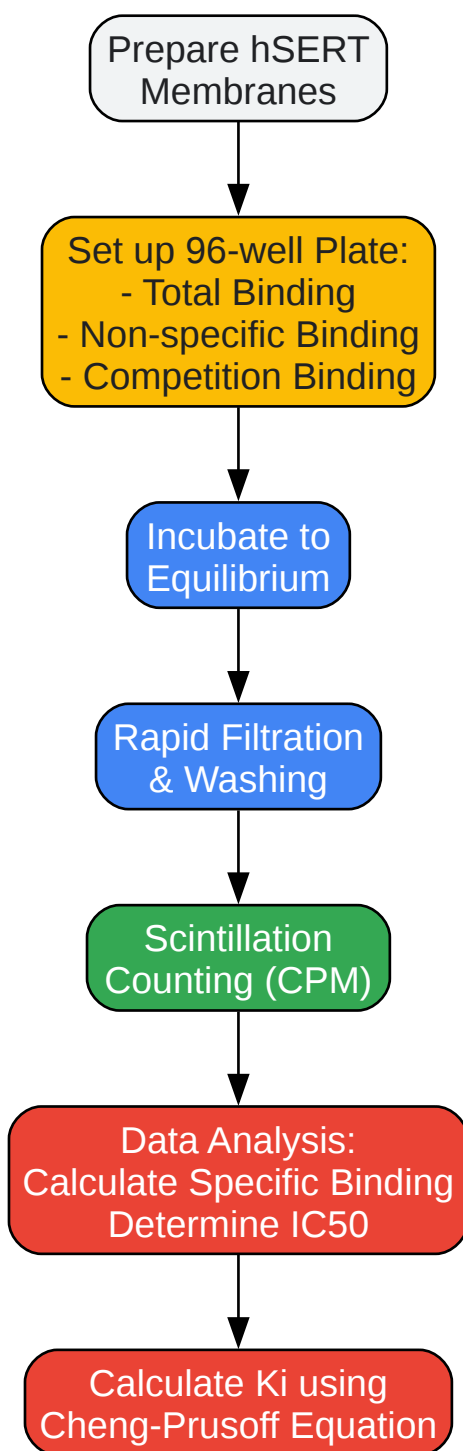 Prepare hSERT
Membranes
Set up 96-well Plate:
- Total Binding
- Non-specific Binding
- Competition Binding
Incubate to
Equilibrium
Rapid Filtration
& Washing
Scintillation
Counting (CPM)
Data Analysis:
Calculate Specific Binding
Determine IC50
Calculate Ki using
Cheng-Prusoff Equation